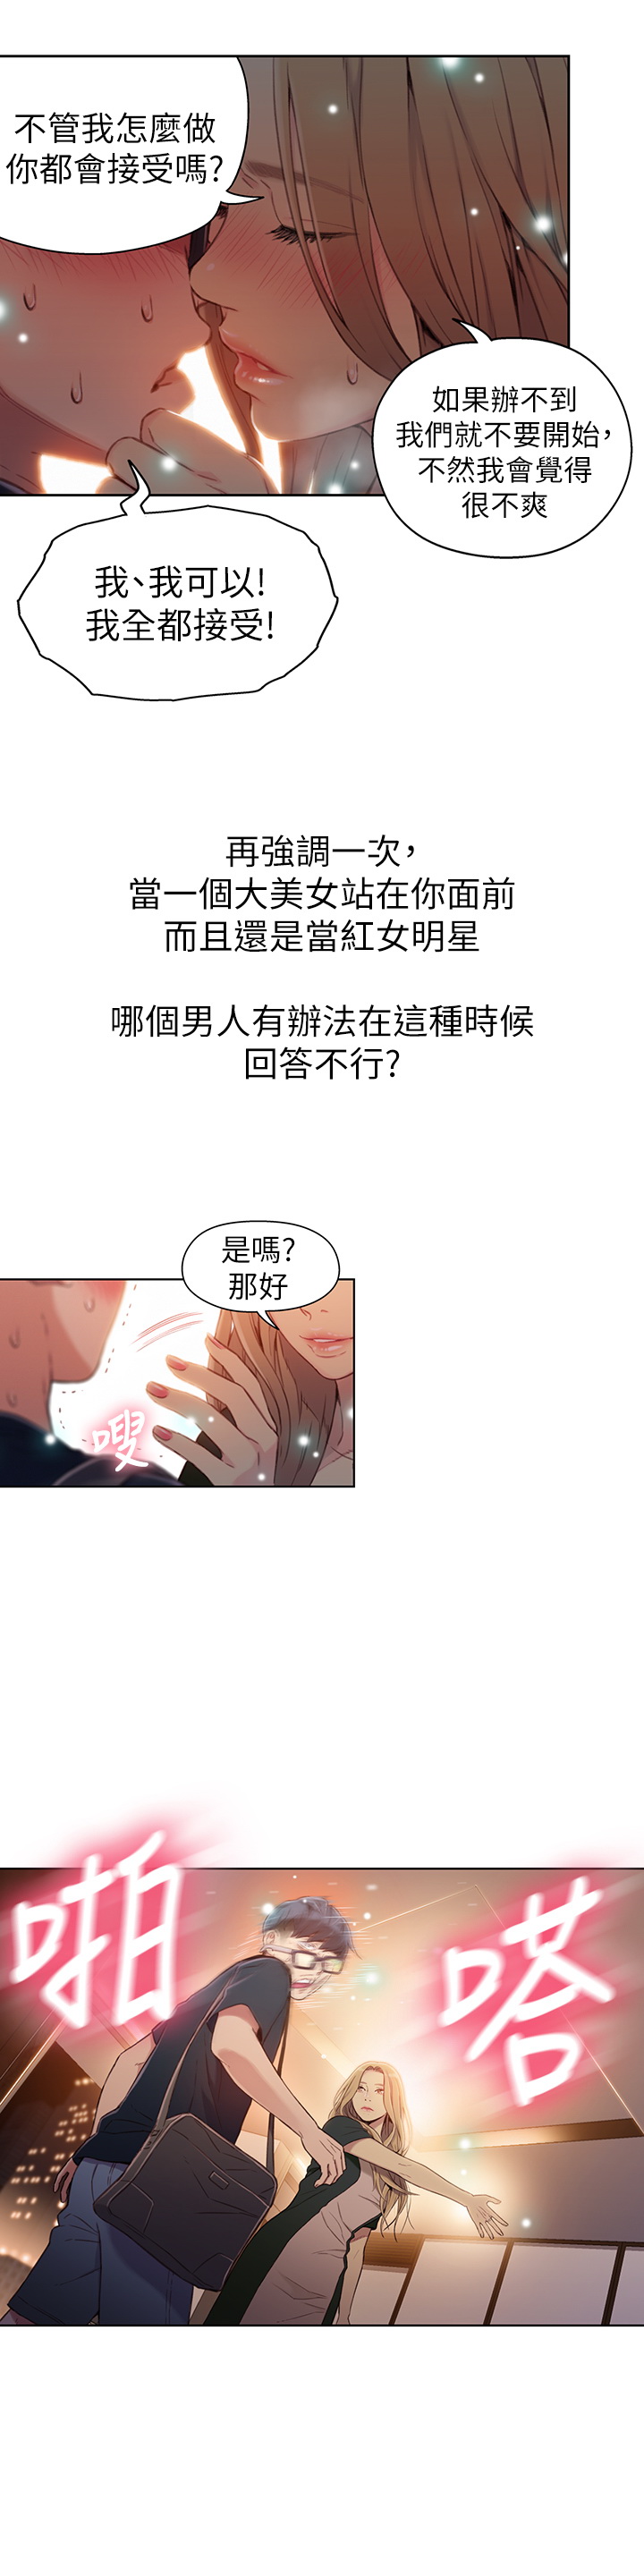 不管我怎麼做
你都會接受嗎?
如果辦不到
我們就不要開始,
不然我會覺得
很不爽
我、我可以!
我全都接受!
再強調一次,
當一個大美女站在你面前
而且還是當紅女明星
哪個男人有辦法在這種時候
回答不行?
是嗎?
那好
嗖
啪
嗒